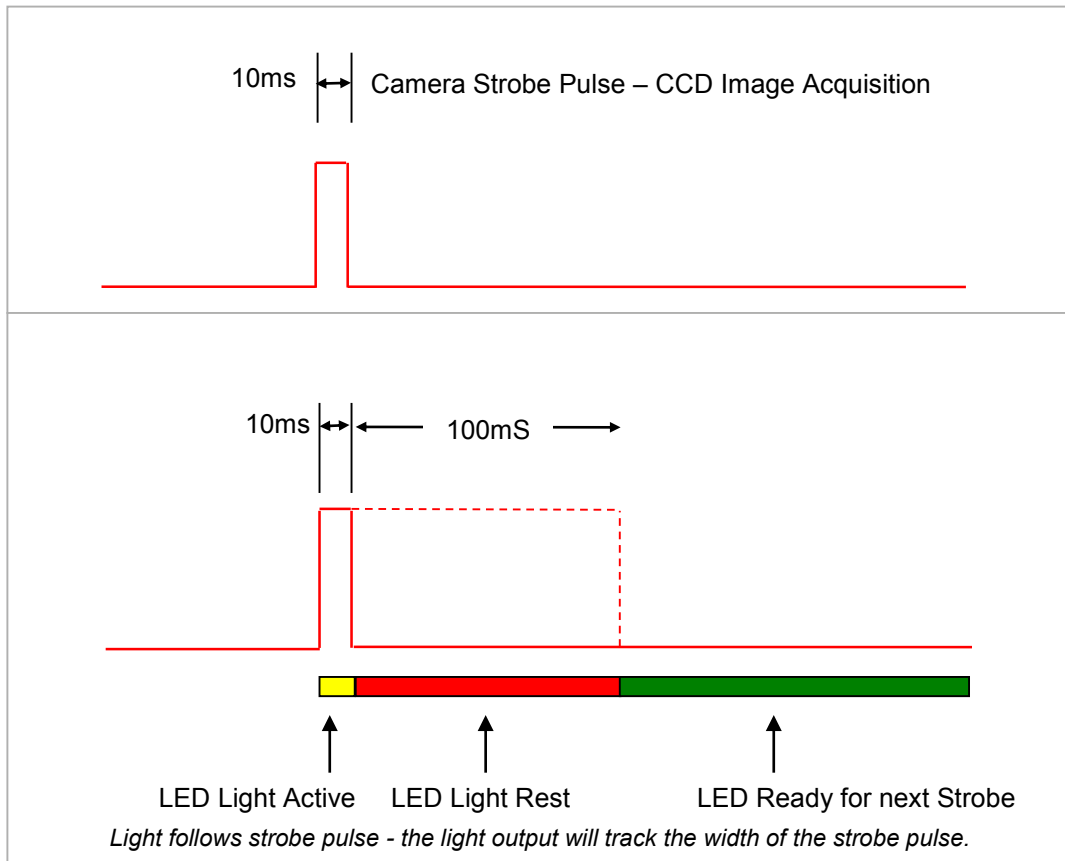 10ms
Camera Strobe Pulse – CCD Image Acquisition
10ms
100mS
LED Light Active
LED Light Rest
LED Ready for next Strobe
Light follows strobe pulse - the light output will track the width of the strobe pulse.